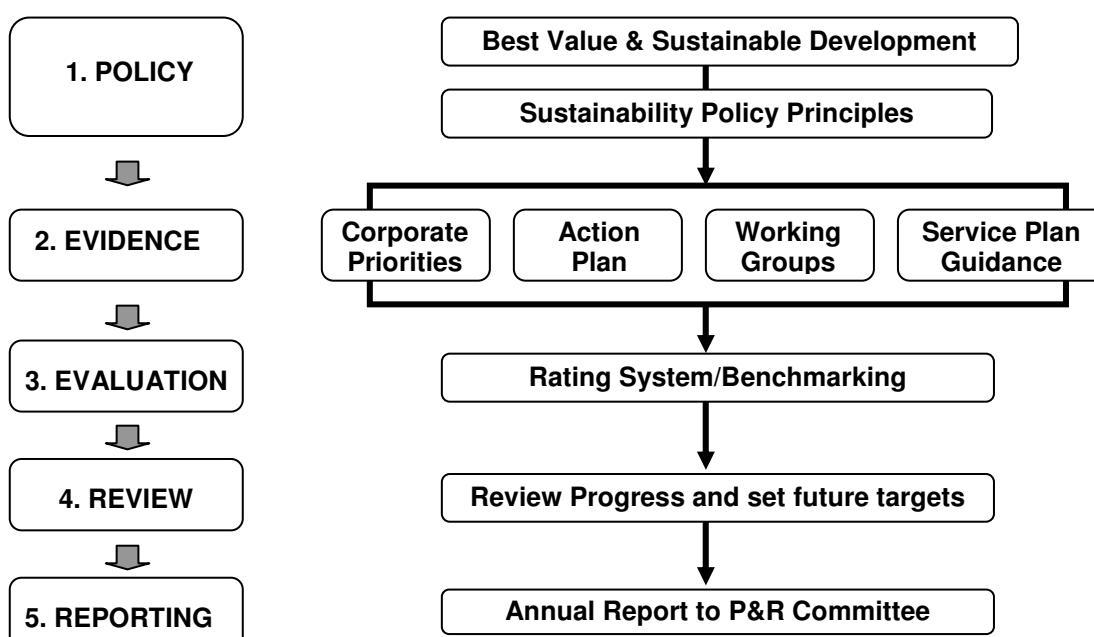 1. POLICY
Best Value & Sustainable Development
Sustainability Policy Principles
2. EVIDENCE
Corporate
Priorities
Action
Plan
Working
Groups
Service Plan
Guidance
3. EVALUATION
Rating System/Benchmarking
4. REVIEW
Review Progress and set future targets
5. REPORTING
Annual Report to P&R Committee